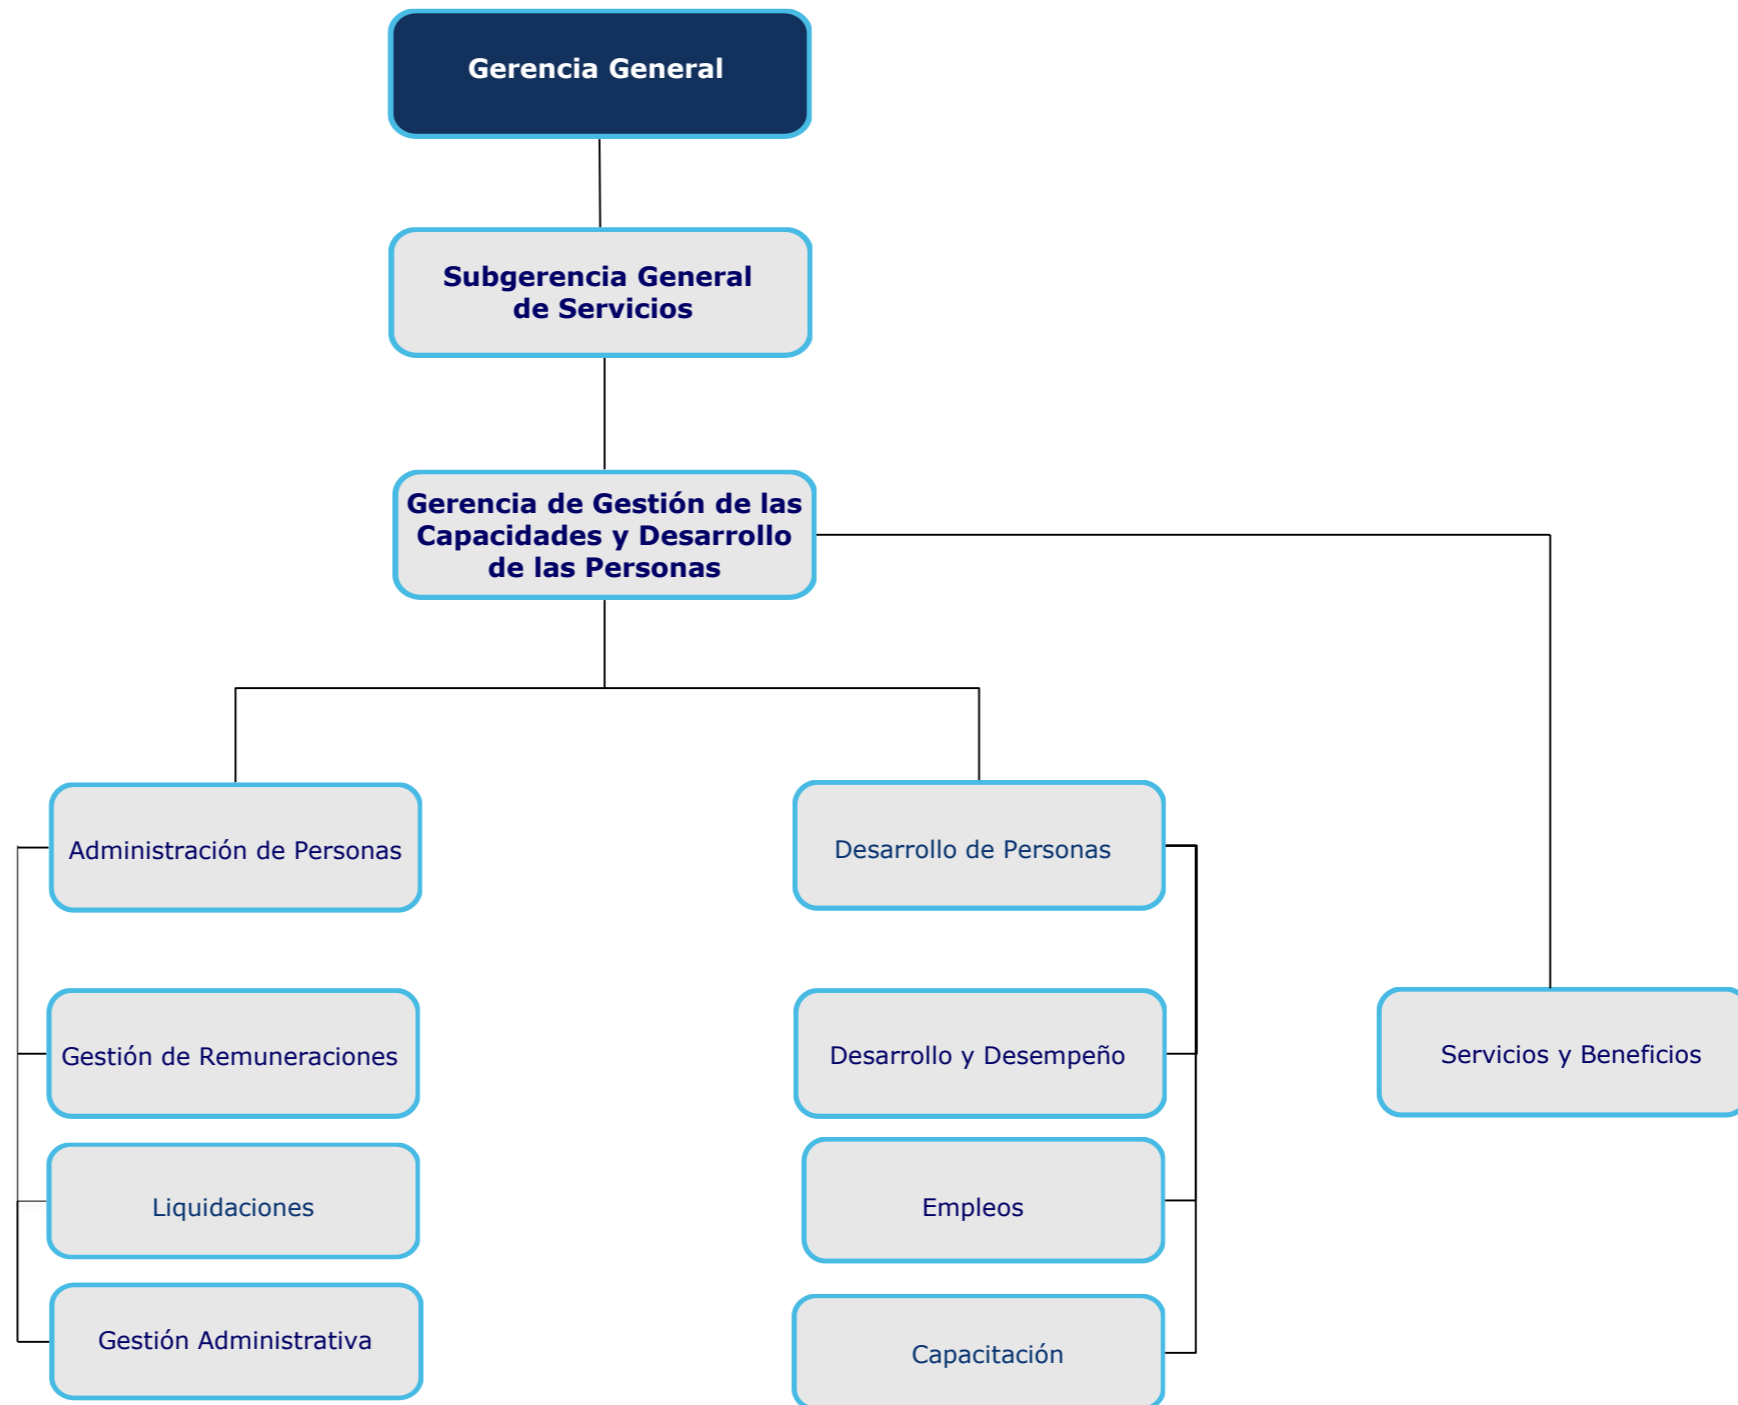 Gerencia General
Subgerencia General
de Servicios
Gerencia de Gestión de las
Capacidades y Desarrollo
de las Personas
Administración de Personas
Desarrollo de Personas
Gestión de Remuneraciones
Desarrollo y Desempeño
Servicios y Beneficios
Liquidaciones
Empleos
Gestión Administrativa
Capacitación